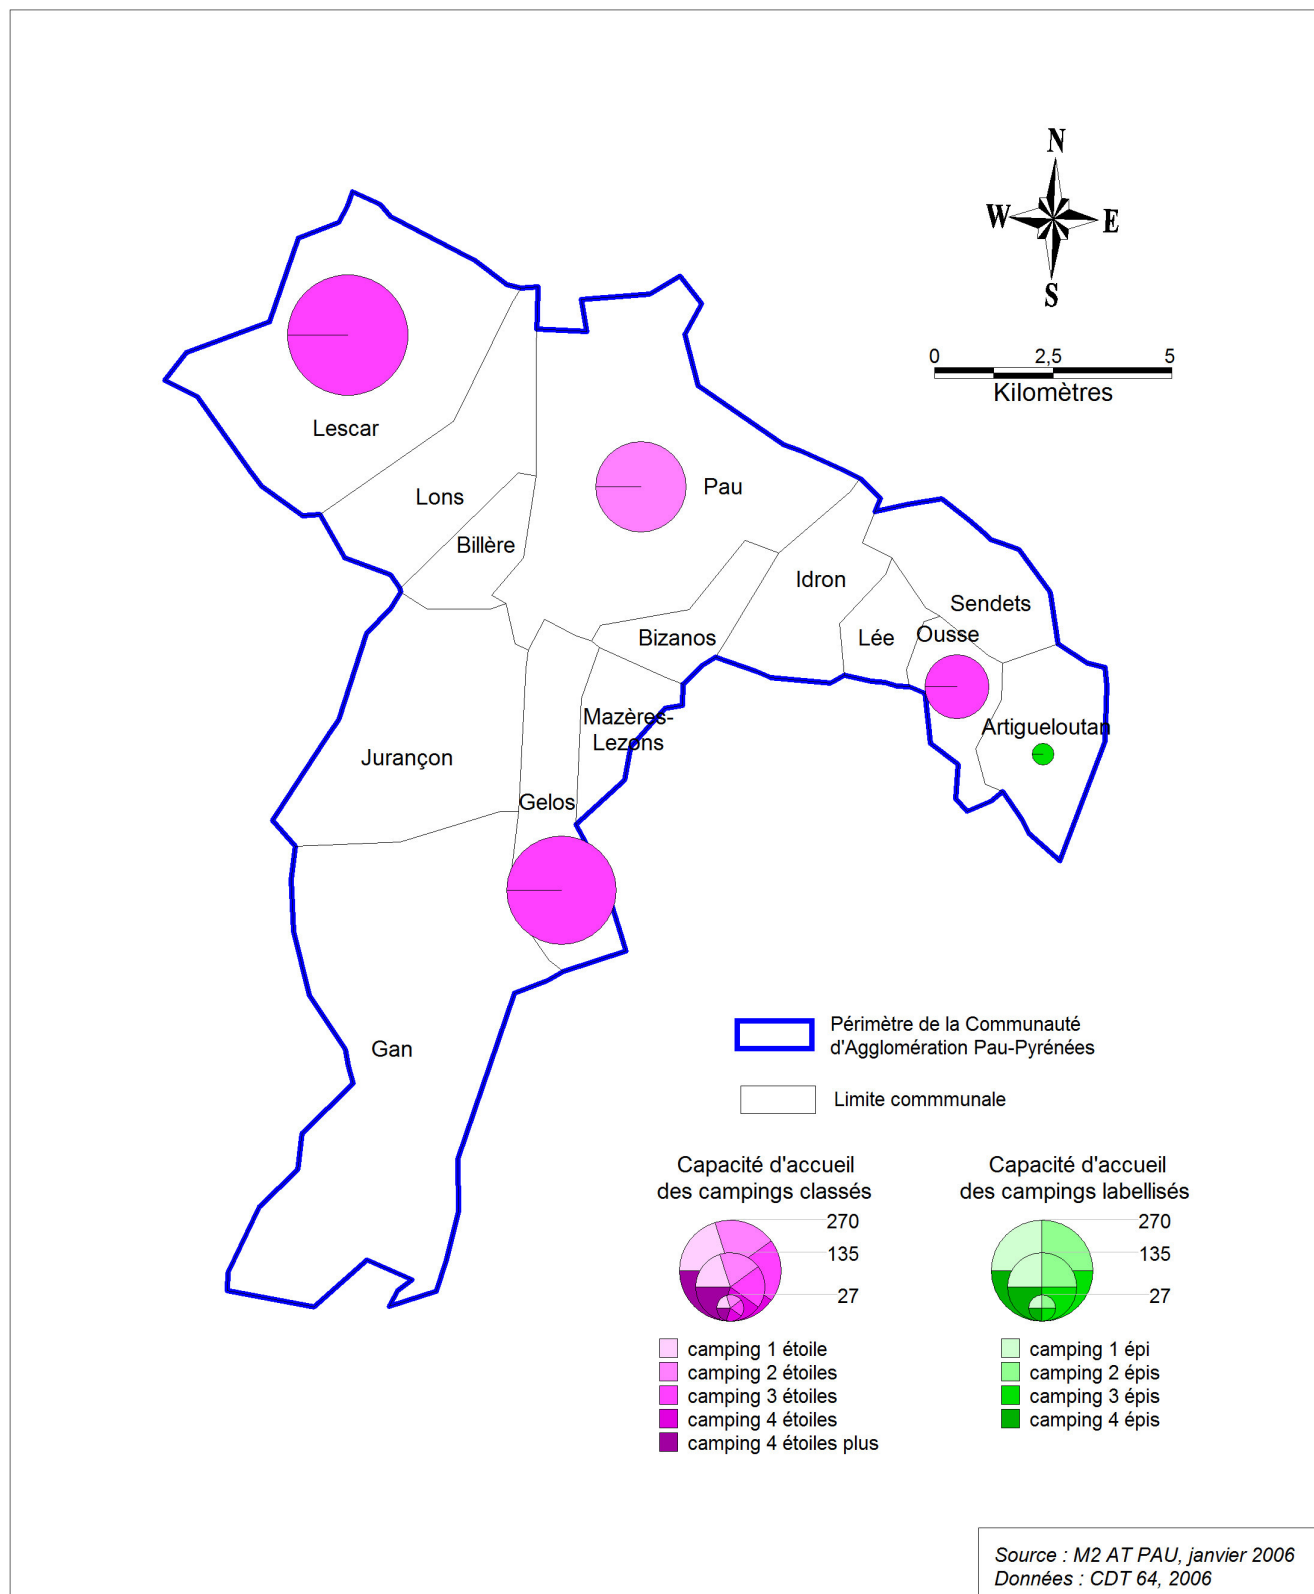 N
W
E
S
0
2,5
5
Kilomètres
Lescar
Pau
Lons
Billère
Idron
Sendets
Bizanos
Lée
Ousse
Mazères-
Lezons
Artigueloutan
Jurançon
Gelos
Gan
Périmètre de la Communauté
d'Agglomération Pau-Pyrénées
Limite commmunale
Capacité d'accueil
des campings classés
270
135
27
camping 1 étoile
camping 2 étoiles
camping 3 étoiles
camping 4 étoiles
camping 4 étoiles plus
Capacité d'accueil
des campings labellisés
270
135
27
camping 1 épi
camping 2 épis
camping 3 épis
camping 4 épis
Source : M2 AT PAU, janvier 2006
Données : CDT 64, 2006